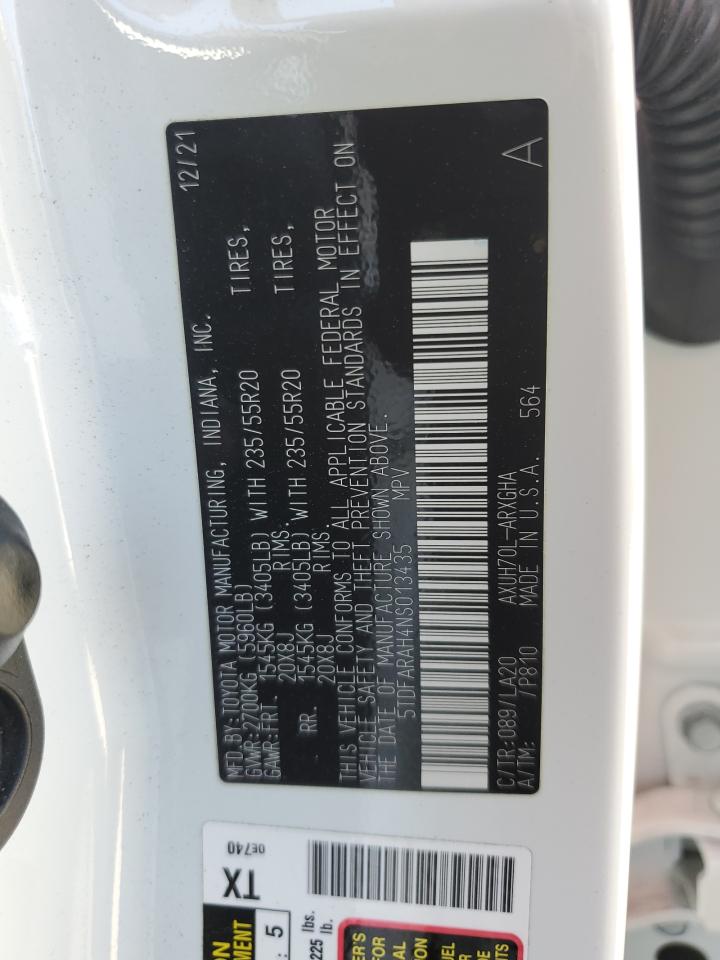 MFD.BY:TOYOTA MOTOR MANUFACTURING, INDIANA, INC. 12/21
GVWR:2700KG (5960LB)
GAWR:FRT. 1545KG (3405LB) WITH 235/55R20 TIRES,
20X8J RIMS.
RR. 1545KG (3405LB) WITH 235/55R20 TIRES,
20X8J RIMS.
THIS VEHICLE CONFORMS TO ALL APPLICABLE FEDERAL MOTOR
VEHICLE SAFETY AND THEFT PREVENTION STANDARDS IN EFFECT ON
THE DATE OF MANUFACTURE SHOWN ABOVE.
5TDFARAH4NS013435 MPV
C/TR:089/LA20 AXUH70L-ARXGHA
A/TM: /P810 MADE IN U.S.A. 564 A
TX
0E740
5
225 lb.
lbs.